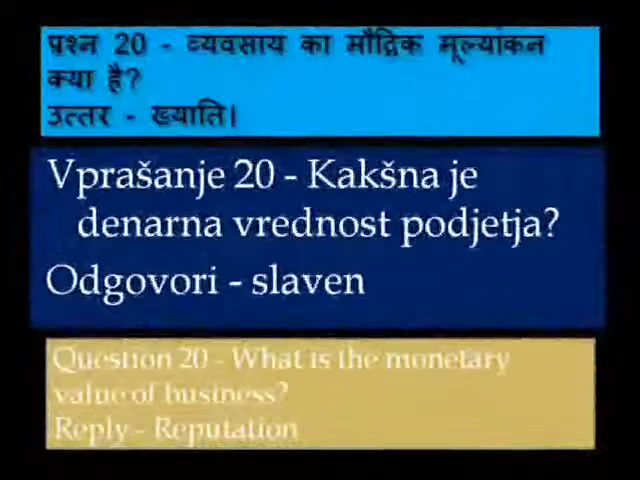 प्रश्न 20 - व्यवसाय का मौद्रिक मूल्यांकन
क्या है?
उत्तर - ख्याति।
Vprašanje 20 - Kakšna je
denarna vrednost podjetja?
Odgovori - slaven
Question 20 - What is the monetary
value of business?
Reply - Reputation